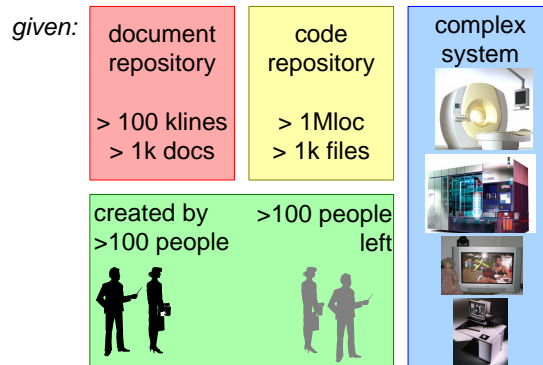 given:
document
repository
> 100 klines
> 1k docs
code
repository
> 1Mloc
> 1k files
complex
system
created by
>100 people
>100 people
left